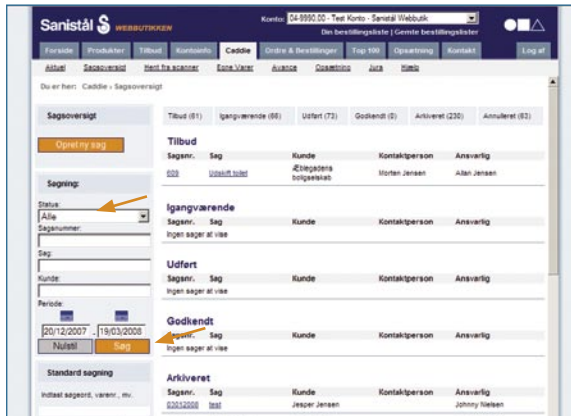 Sanistål S WEBBUTIKKEN
Konto: 04-9990,00 - Test Konto - Sanistål Webbutik
Din bestillingsliste | Gemte bestillingslister
Forside Produkter Tilbud Kontoinfo Caddie Ordre & Bestillinger Top 100 Opsætning Kontakt Log af
Aktuel Sagsoversigt Hent fra scanner Egne Varer Avance Opsætning Jura Hjælp
Du er her: Caddie › Sagsoversigt
Sagsoversigt
Opret ny sag
Søgning:
Status:
Alle
Sagsnummer:
Sag:
Kunde:
Periode:
20/12/2007 - 19/03/2008
Nulstil Søg
Standard søgning
Indtast søgeord, varenr., mv.
Tilbud (61) Igangværende (66) Udført (73) Godkendt (0) Arkiveret (230) Annulleret (63)
Tilbud
Sagsnr. Sag Kunde Kontaktperson Ansvarlig
609 Udskift toilet Æblegadens boligselskab Morten Jensen Allan Jensen
Igangværende
Sagsnr. Sag Kunde Kontaktperson Ansvarlig
Ingen sager at vise
Udført
Sagsnr. Sag Kunde Kontaktperson Ansvarlig
Ingen sager at vise
Godkendt
Sagsnr. Sag Kunde Kontaktperson Ansvarlig
Ingen sager at vise
Arkiveret
Sagsnr. Sag Kunde Kontaktperson Ansvarlig
03012008 test Jesper Jensen Johnny Nielsen